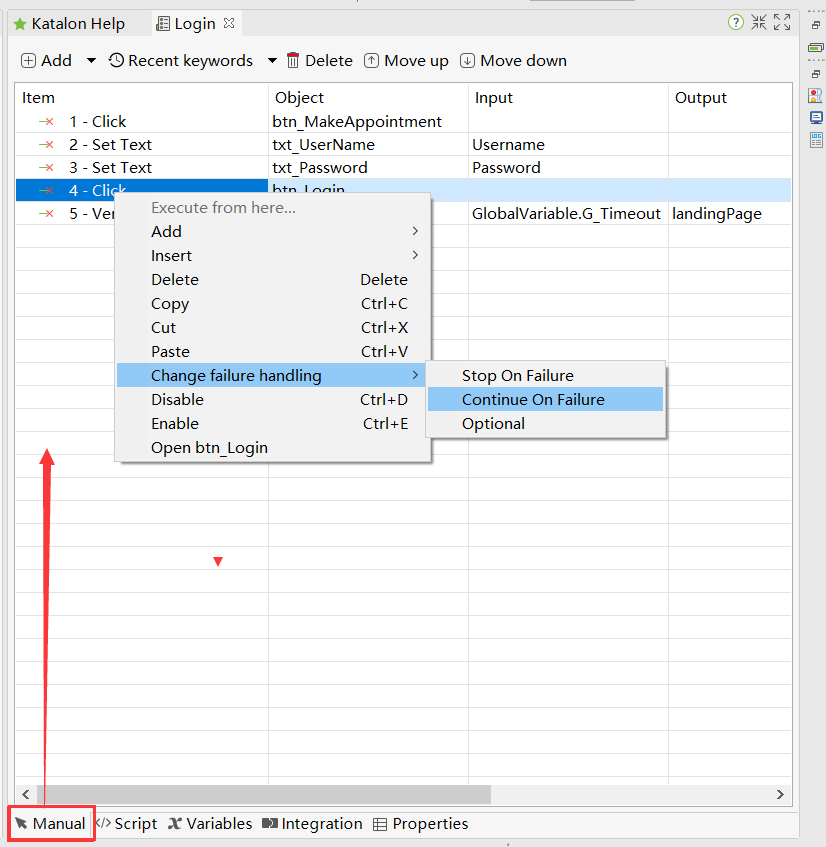 Katalon Help Login
Add Recent keywords Delete Move up Move down
Item Object Input Output
1 - Click btn_MakeAppointment
2 - Set Text txt_UserName Username
3 - Set Text txt_Password Password
4 - Click btn_Login
5 - Ver GlobalVariable.G_Timeout landingPage
Execute from here...
Add
Insert
Delete Delete
Copy Ctrl+C
Cut Ctrl+X
Paste Ctrl+V
Change failure handling Stop On Failure
Disable Ctrl+D Continue On Failure
Enable Ctrl+E Optional
Open btn_Login
Manual </> Script Variables Integration Properties